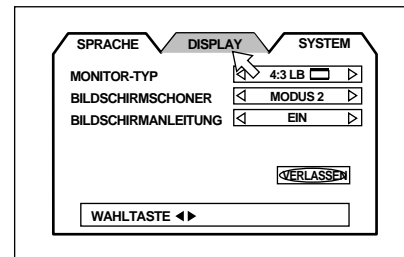 SPRACHE DISPLAY SYSTEM
MONITOR-TYP 4:3 LB
BILDSCHIRMSCHONER MODUS 2
BILDSCHIRMANLEITUNG EIN
VERLASSEN
WAHLTASTE